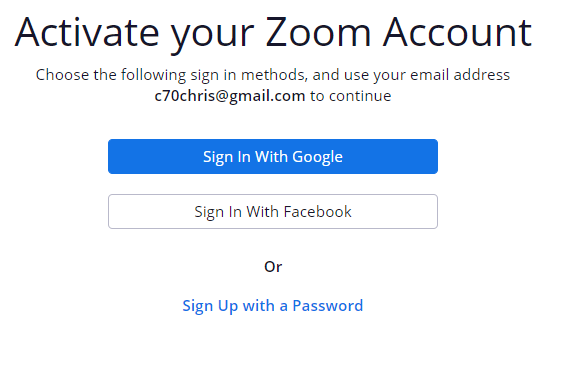 Activate your Zoom Account
Choose the following sign in methods, and use your email address
c70chris@gmail.com to continue
Sign In With Google
Sign In With Facebook
Or
Sign Up with a Password